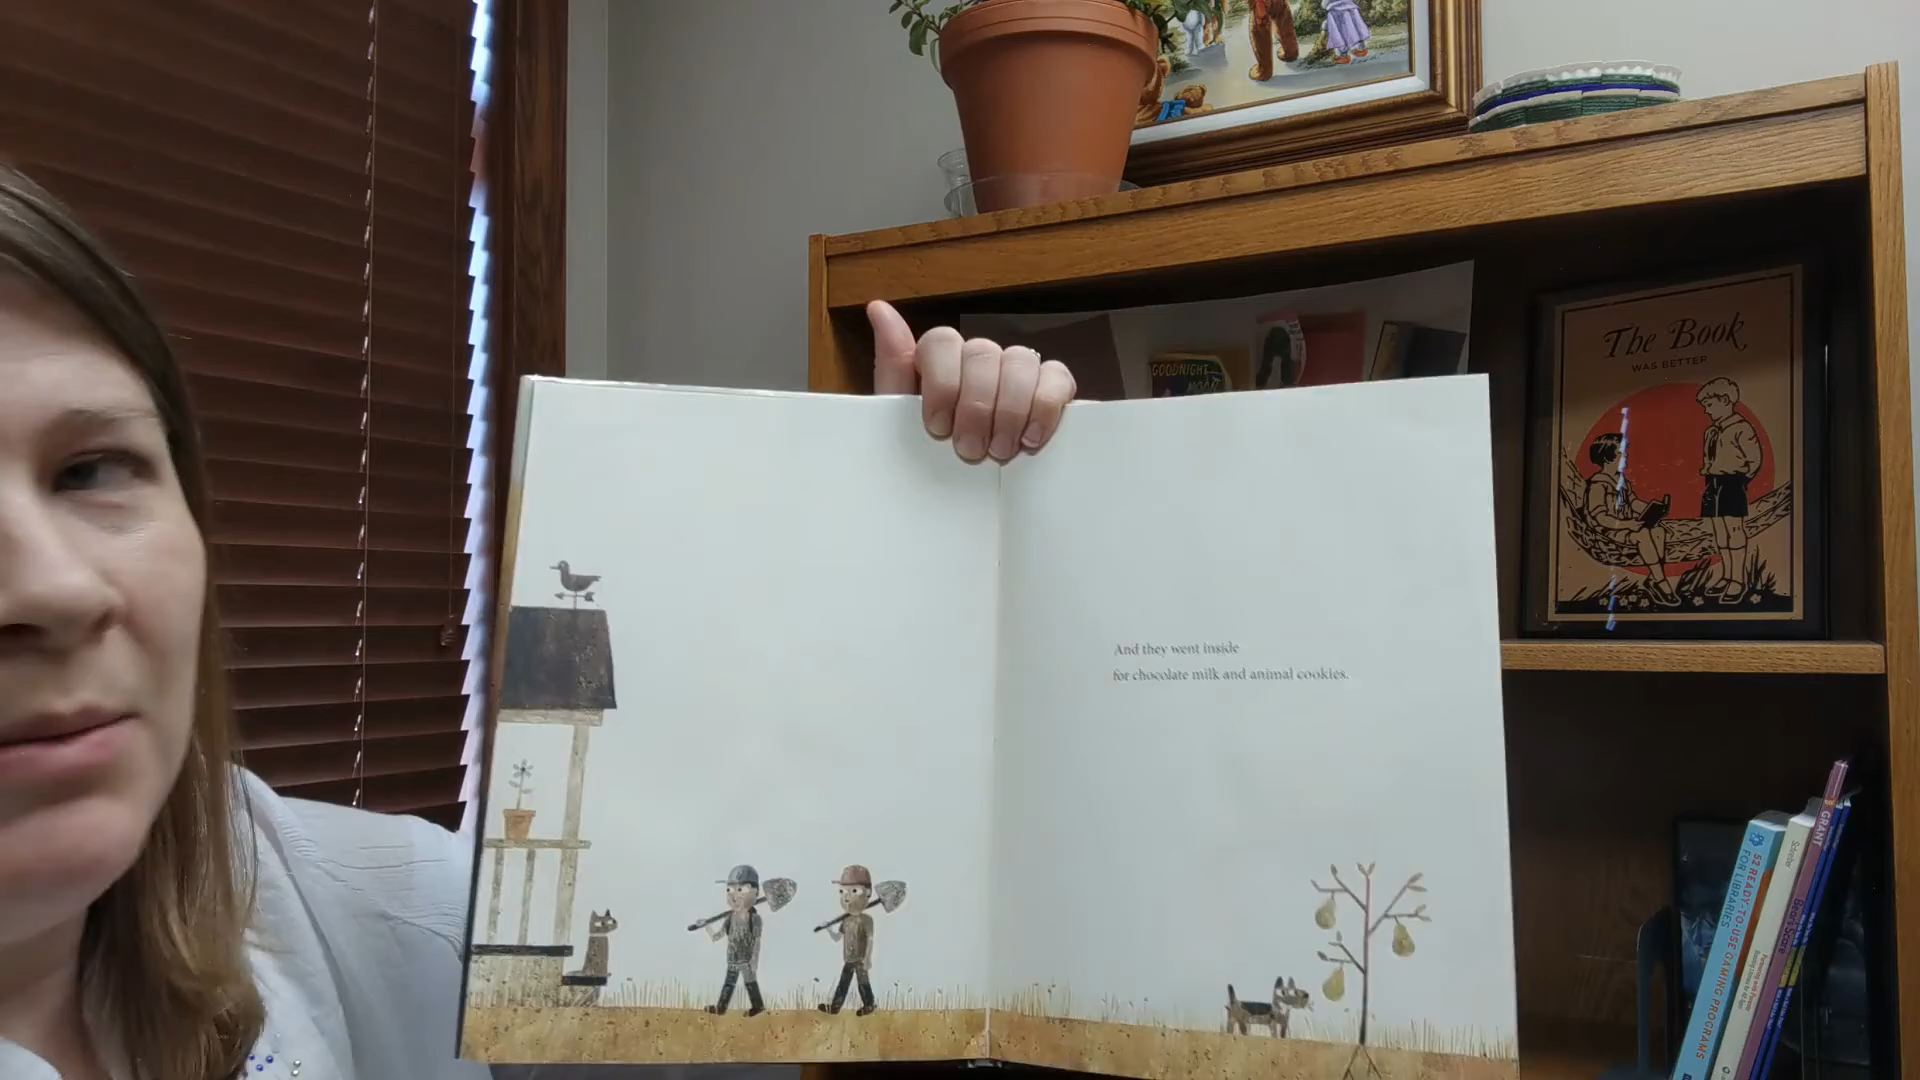 GOODNIGHT
MOON
The Book
WAS BETTER
And they went inside
for chocolate milk and animal cookies.
52 READY-TO-USE GAMING PROGRAMS
FOR LIBRARIES
GRANT